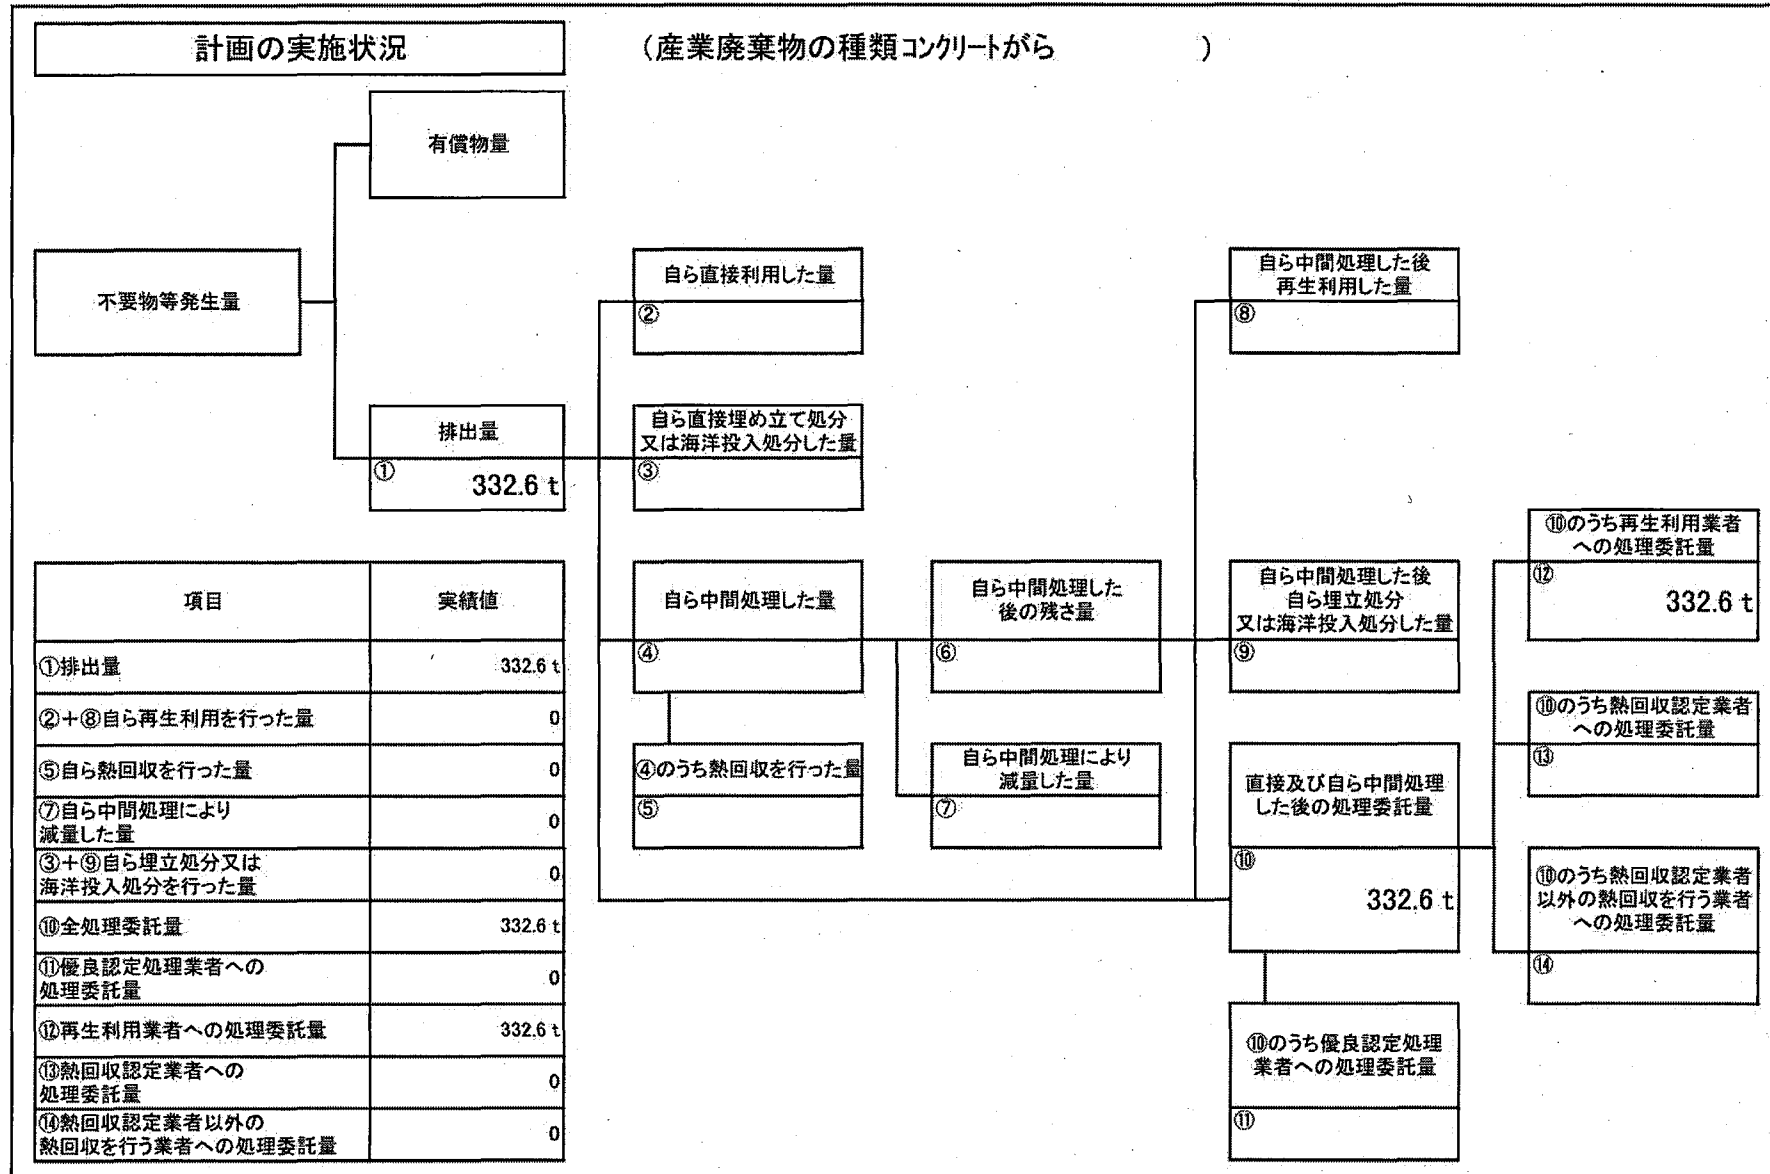 計画の実施状況
（産業廃棄物の種類コンクリートがら　　　　　）
有償物量
不要物等発生量
排出量
①
332.6 t
自ら直接利用した量
②
自ら直接埋め立て処分
又は海洋投入処分した量
③
自ら中間処理した量
④
④のうち熱回収を行った量
⑤
自ら中間処理した
後の残さ量
⑥
自ら中間処理により
減量した量
⑦
自ら中間処理した後
再生利用した量
⑧
自ら中間処理した後
自ら埋立処分
又は海洋投入処分した量
⑨
直接及び自ら中間処理
した後の処理委託量
⑩
332.6 t
⑩のうち優良認定処理
業者への処理委託量
⑪
⑩のうち再生利用業者
への処理委託量
⑫
332.6 t
⑩のうち熱回収認定業者
への処理委託量
⑬
⑩のうち熱回収認定業者
以外の熱回収を行う業者
への処理委託量
⑭
項目 実績値
①排出量 332.6 t
②＋⑧自ら再生利用を行った量 0
⑤自ら熱回収を行った量 0
⑦自ら中間処理により
減量した量 0
③＋⑨自ら埋立処分又は
海洋投入処分を行った量 0
⑩全処理委託量 332.6 t
⑪優良認定処理業者への
処理委託量 0
⑫再生利用業者への処理委託量 332.6 t
⑬熱回収認定業者への
処理委託量 0
⑭熱回収認定業者以外の
熱回収を行う業者への処理委託量 0